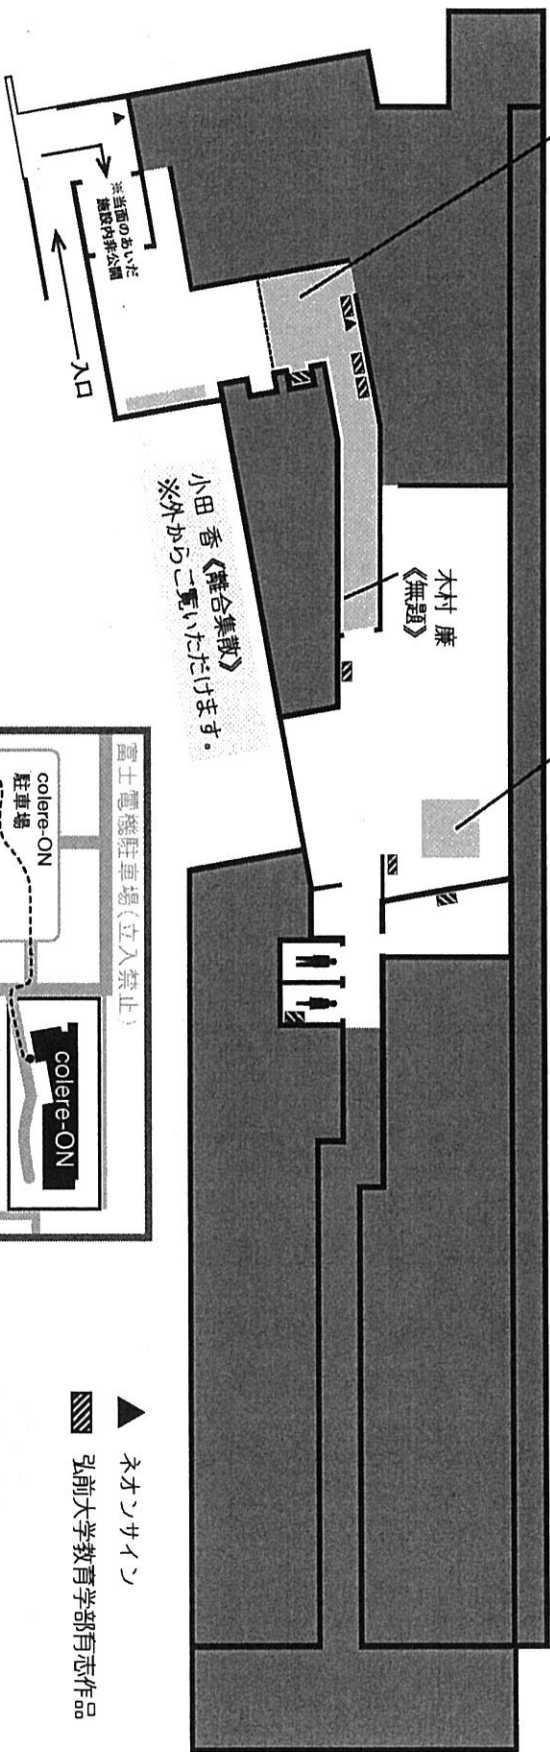 ※当面のあいだ
施設内非公開
入口
小田 香《離合集散》
※外からご覧いただけます。
木村 廉
《無題》
富士電機駐車場（立入禁止）
colere-ON
駐車場
colere-ON
ネオンサイン
弘前大学教育学部有志作品